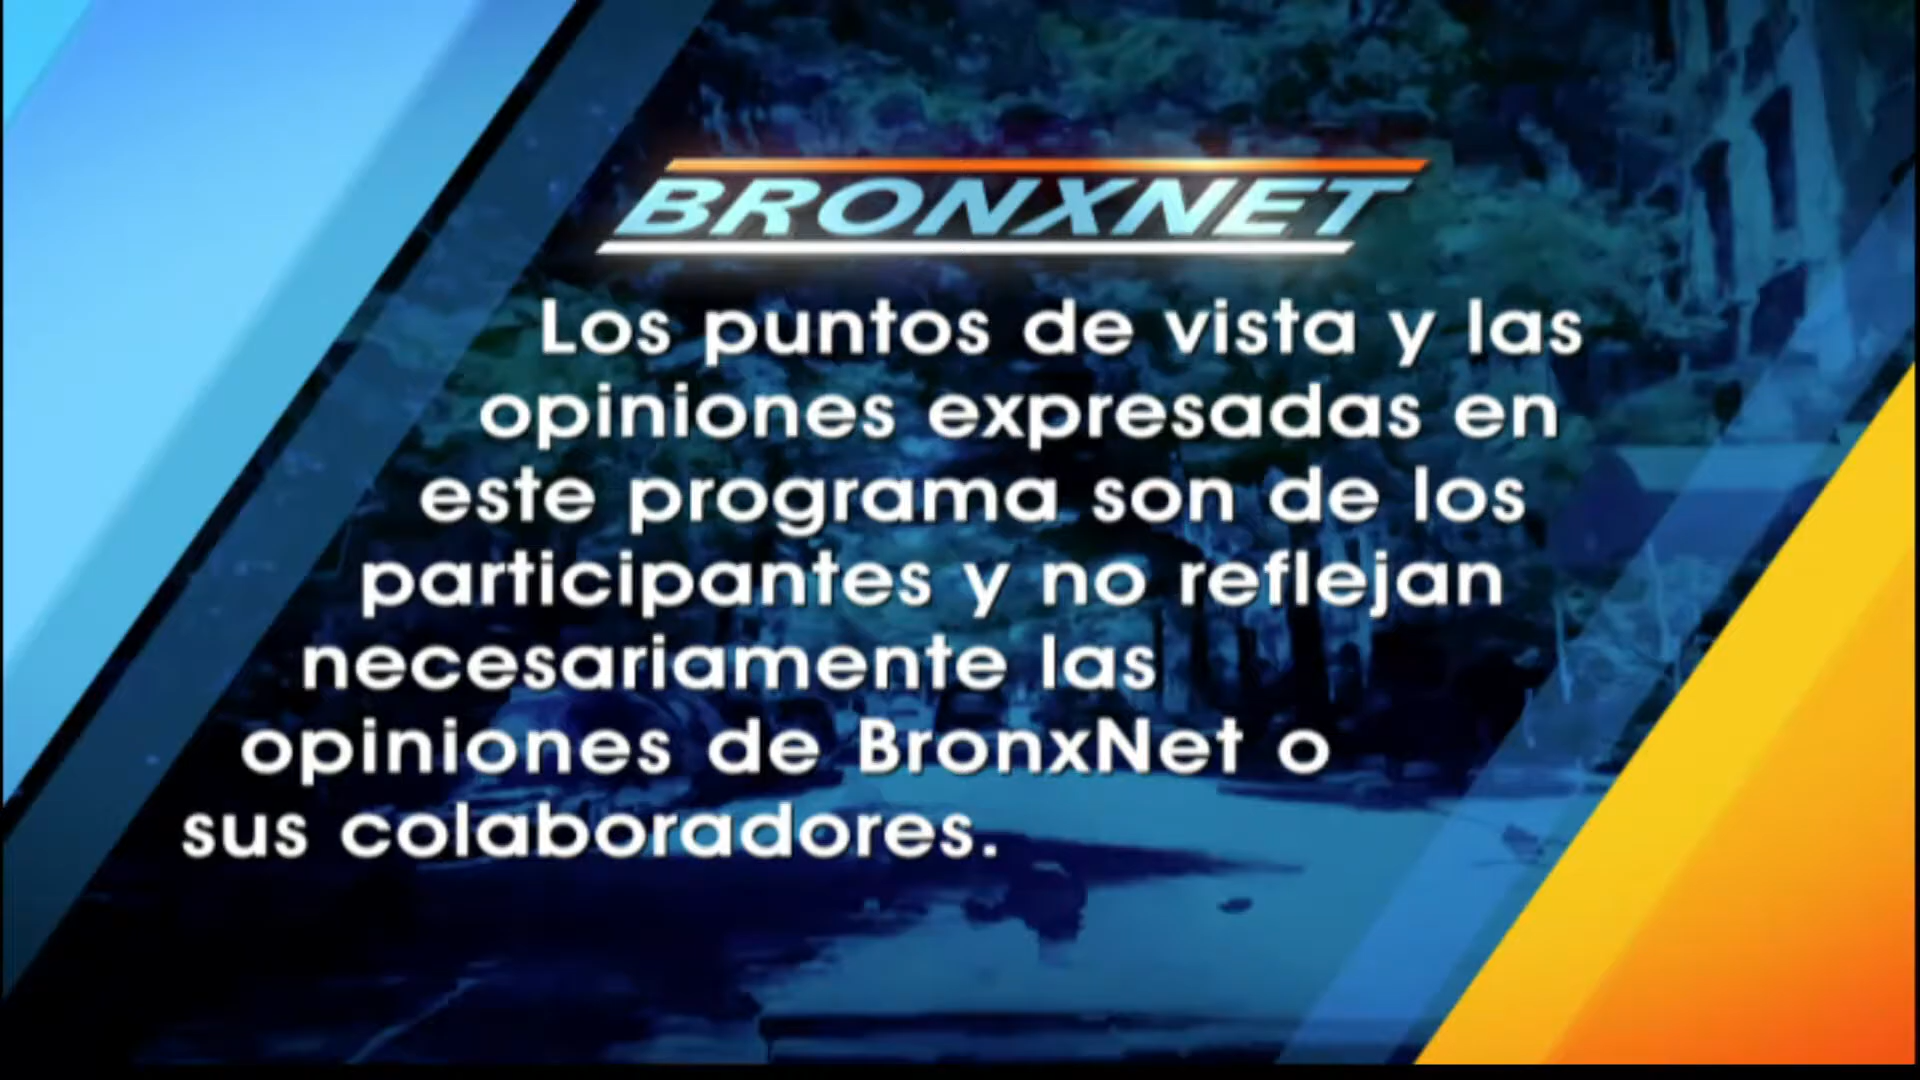 BRONXNET
Los puntos de vista y las
opiniones expresadas en
este programa son de los
participantes y no reflejan
necesariamente las
opiniones de BronxNet o
sus colaboradores.